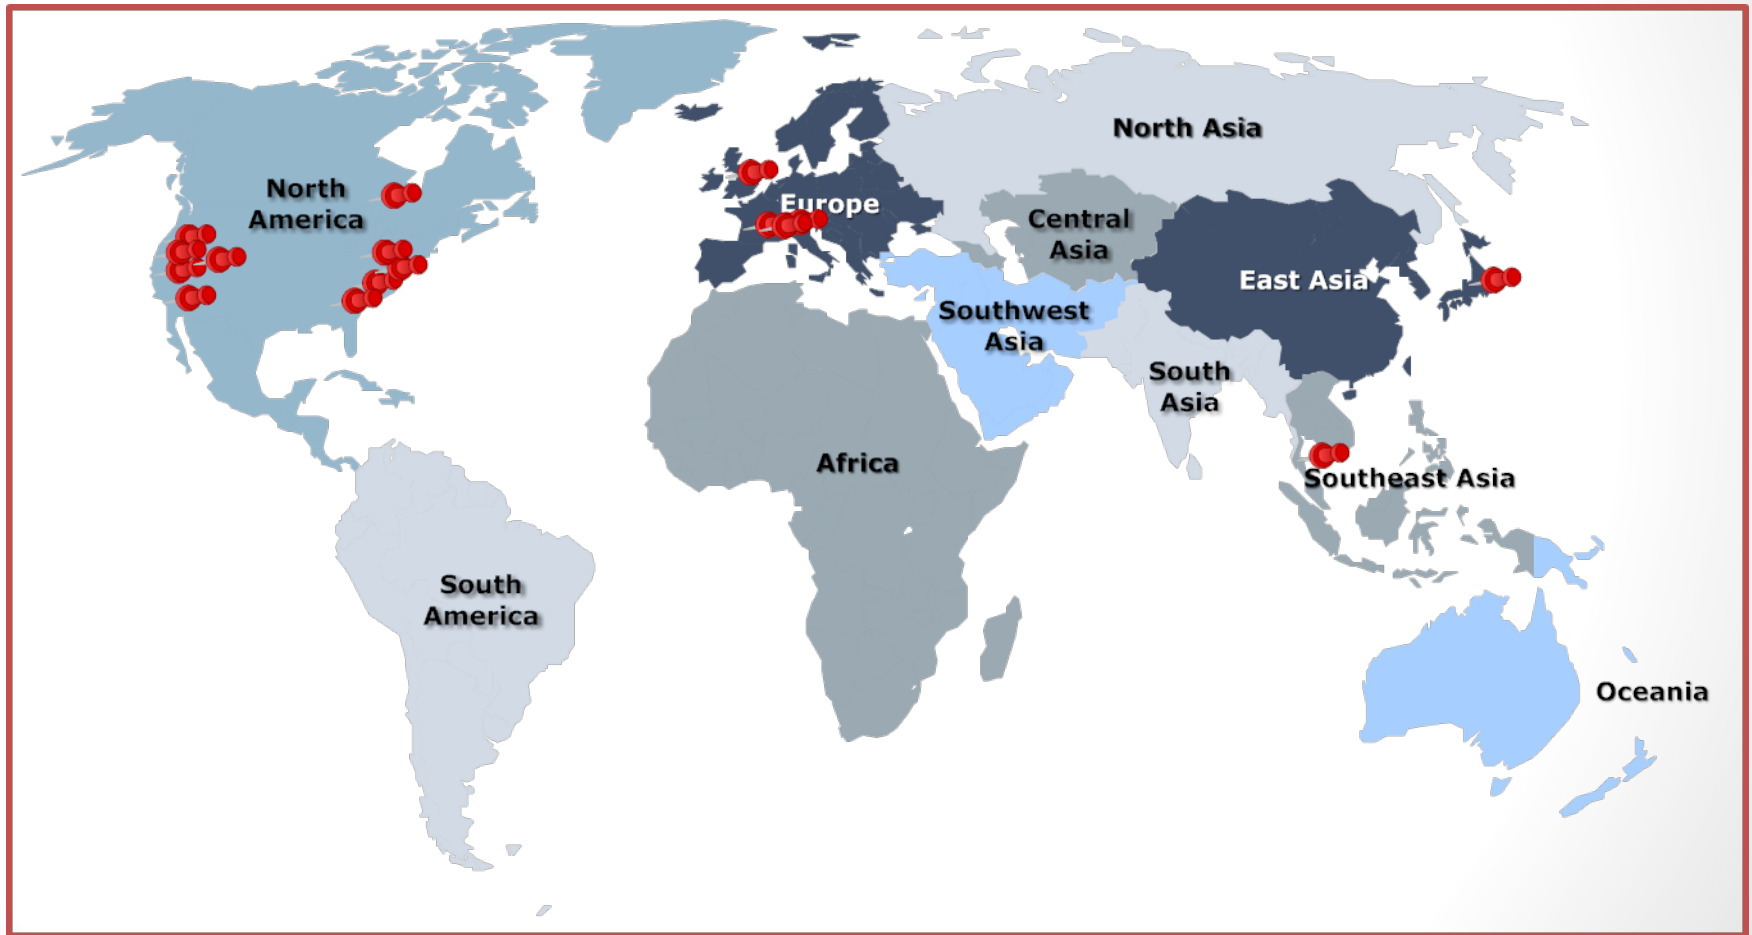 North Asia
North
America
Europe
Central
Asia
East Asia
Southwest
Asia
South
Asia
Africa
Southeast Asia
South
America
Oceania